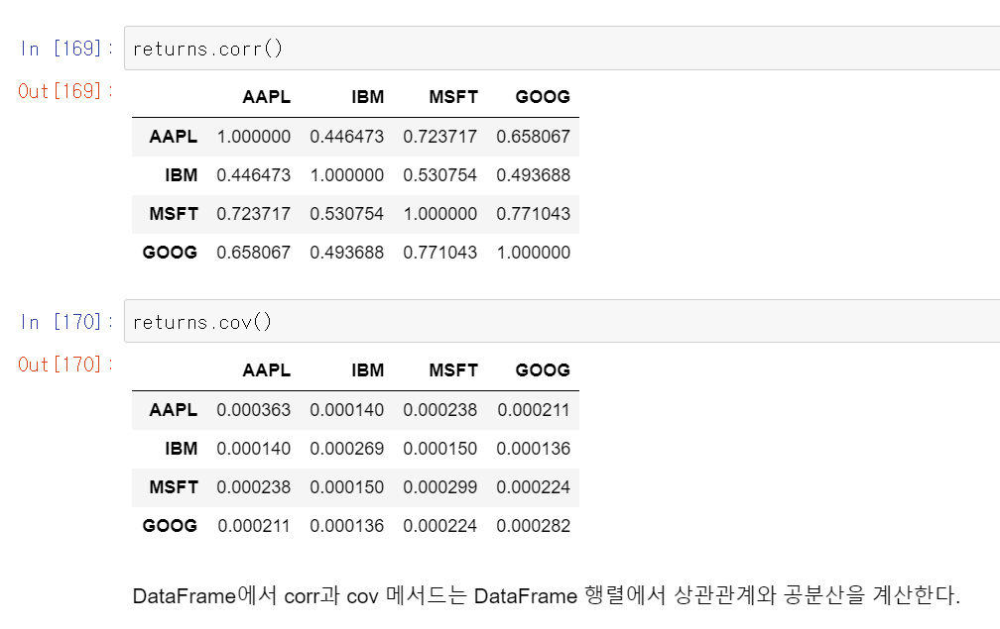 In [169]: returns.corr()
Out[169]:
AAPL IBM MSFT GOOG
AAPL 1.000000 0.446473 0.723717 0.658067
IBM 0.446473 1.000000 0.530754 0.493688
MSFT 0.723717 0.530754 1.000000 0.771043
GOOG 0.658067 0.493688 0.771043 1.000000
In [170]: returns.cov()
Out[170]:
AAPL IBM MSFT GOOG
AAPL 0.000363 0.000140 0.000238 0.000211
IBM 0.000140 0.000269 0.000150 0.000136
MSFT 0.000238 0.000150 0.000299 0.000224
GOOG 0.000211 0.000136 0.000224 0.000282
DataFrame에서 corr과 cov 메서드는 DataFrame 행렬에서 상관관계와 공분산을 계산한다.